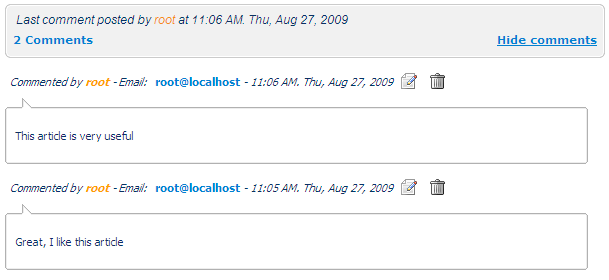 Last comment posted by root at 11:06 AM. Thu, Aug 27, 2009
2 Comments Hide comments
Commented by root - Email: root@localhost - 11:06 AM. Thu, Aug 27, 2009
This article is very useful
Commented by root - Email: root@localhost - 11:05 AM. Thu, Aug 27, 2009
Great, I like this article